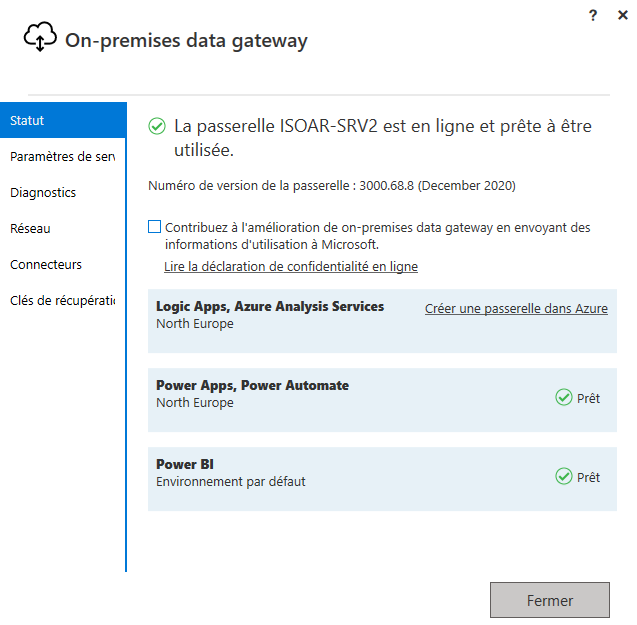 ?
On-premises data gateway
Statut
Paramètres de serv
Diagnostics
Réseau
Connecteurs
Clés de récupératio
La passerelle ISOAR-SRV2 est en ligne et prête à être
utilisée.
Numéro de version de la passerelle : 3000.68.8 (December 2020)
Contribuez à l'amélioration de on-premises data gateway en envoyant des
informations d'utilisation à Microsoft.
Lire la déclaration de confidentialité en ligne
Logic Apps, Azure Analysis Services
Créer une passerelle dans Azure
North Europe
Power Apps, Power Automate
North Europe
Prêt
Power BI
Environnement par défaut
Prêt
Fermer